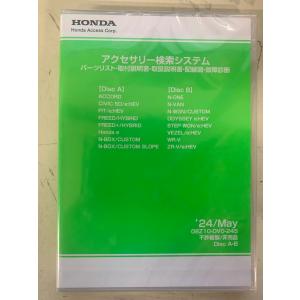 HONDA
Honda Access Corp.
アクセサリー検索システム
パーツリスト・取付説明書・取扱説明書・配線図・故障診断
[Disc A]
ACCORD
CIVIC 5D/e:HEV
FIT/e:HEV
FREED/HYBRID
FREED+/HYBRID
Honda e
N-BOX/CUSTOM
N-BOX/CUSTOM SLOPE
[Disc B]
N-ONE
N-VAN
N-WGN/CUSTOM
ODYSSEY e:HEV
STEP WGN/e:HEV
VEZEL/e:HEV
WR-V
ZR-V/e:HEV
'24/May
08Z10-DV0-245
不許複製/非売品
Disc A-B